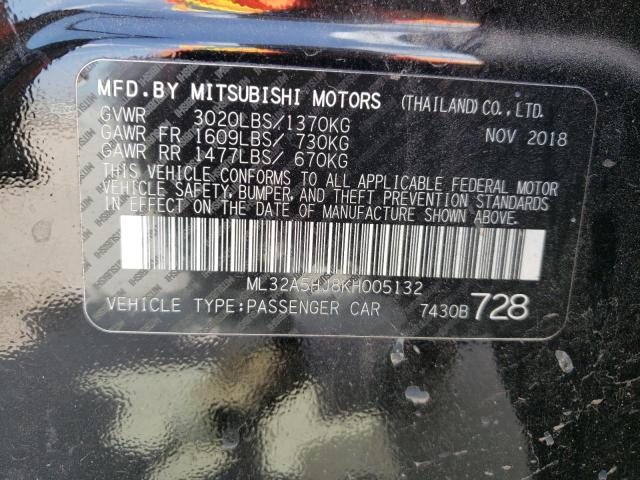 MFD.BY MITSUBISHI MOTORS (THAILAND)CO.,LTD.
GVWR 3020LBS/1370KG NOV 2018
GAWR FR 1609LBS/ 730KG
GAWR RR 1477LBS/ 670KG
THIS VEHICLE CONFORMS TO ALL APPLICABLE FEDERAL MOTOR
VEHICLE SAFETY,BUMPER,AND THEFT PREVENTION STANDARDS
IN EFFECT ON THE DATE OF MANUFACTURE SHOWN ABOVE.
ML32A5HJ8KH005132
VEHICLE TYPE:PASSENGER CAR 7430B 728